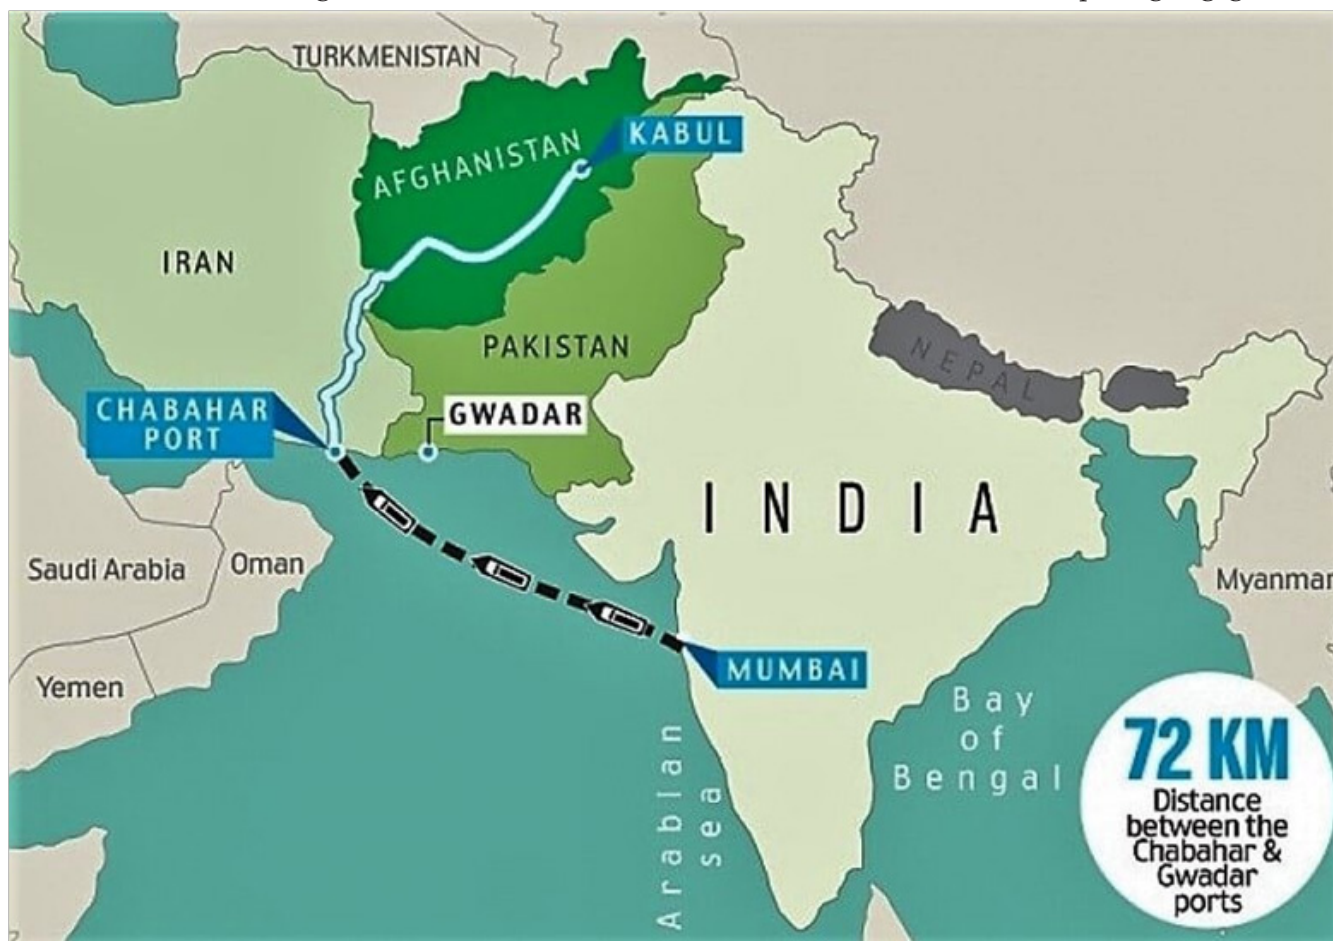 TURKMENISTAN
KABUL
AFGHANISTAN
IRAN
PAKISTAN
NEPAL
CHABAHAR
PORT
GWADAR
INDIA
Saudi Arabia
Oman
Myanmar
Yemen
MUMBAI
Bay
of
Bengal
Arabian
sea
72 KM
Distance
between the
Chabahar &
Gwadar
ports